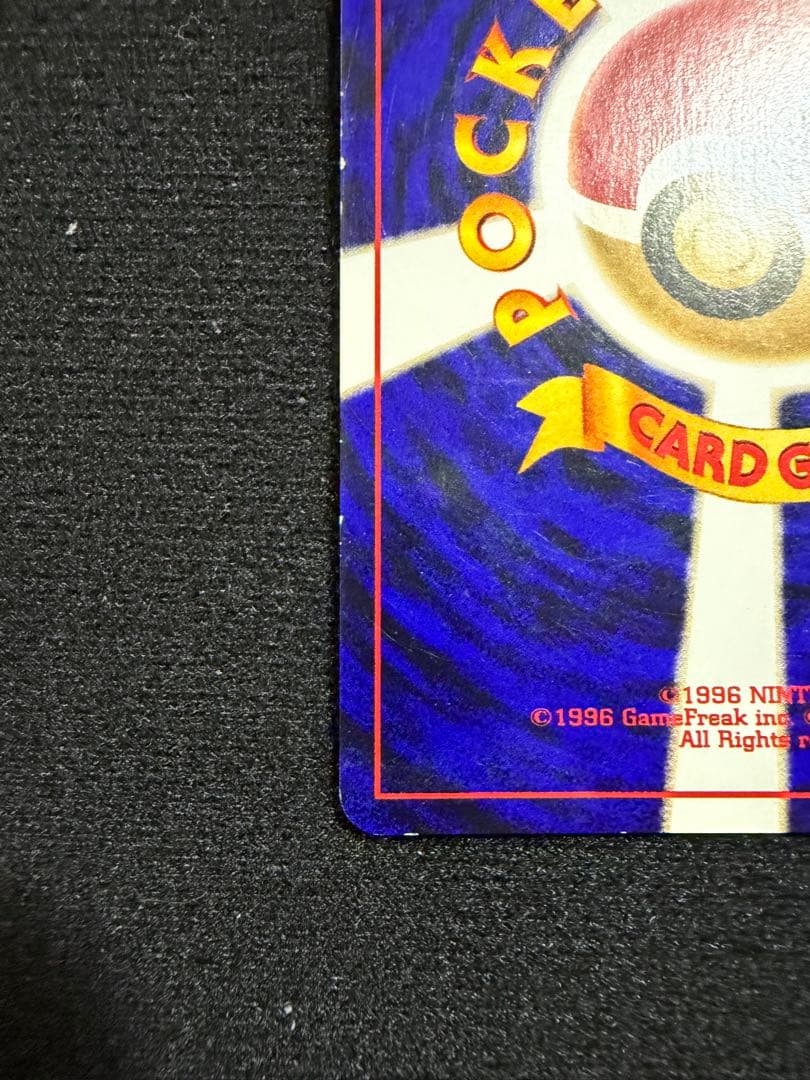 POCKE
CARD G
©1996 NINT
©1996 GameFreak inc. ©
All Rights r